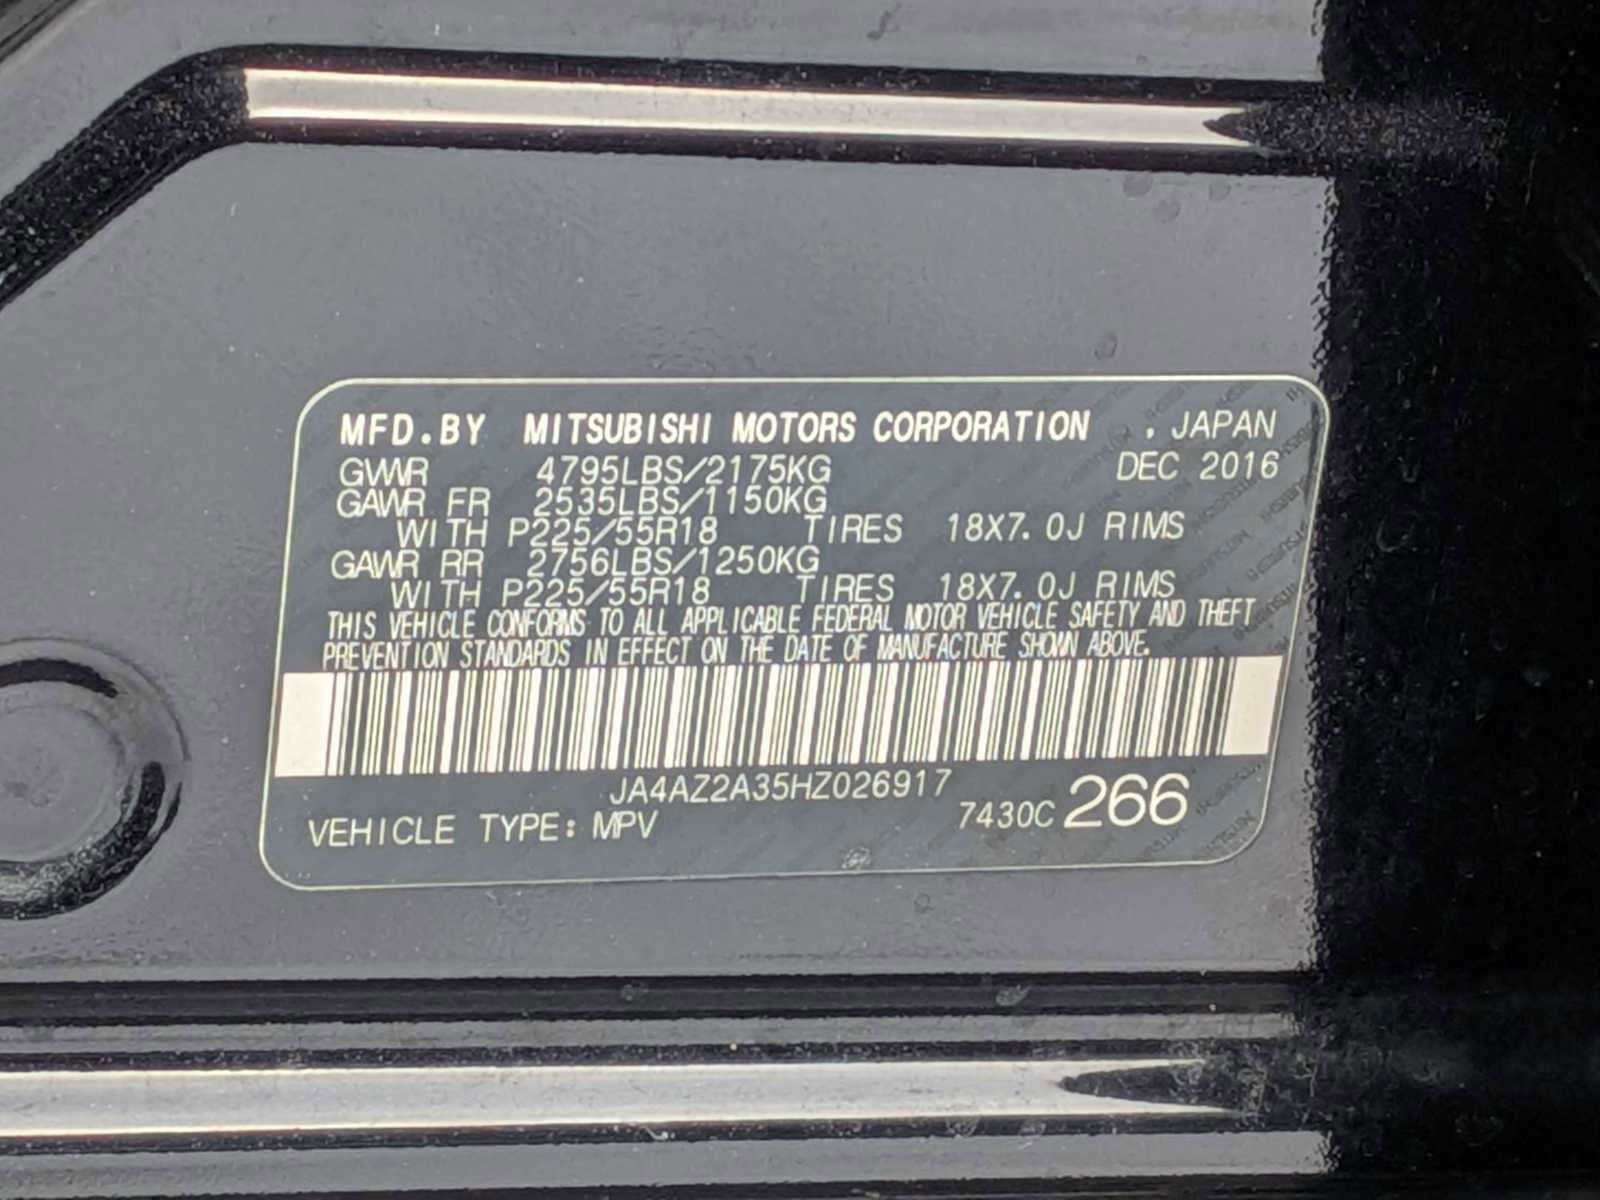 MFD.BY MITSUBISHI MOTORS CORPORATION , JAPAN
GVWR 4795LBS/2175KG DEC 2016
GAWR FR 2535LBS/1150KG
WITH P225/55R18 TIRES 18X7.0J RIMS
GAWR RR 2756LBS/1250KG
WITH P225/55R18 TIRES 18X7.0J RIMS
THIS VEHICLE CONFORMS TO ALL APPLICABLE FEDERAL MOTOR VEHICLE SAFETY AND THEFT
PREVENTION STANDARDS IN EFFECT ON THE DATE OF MANUFACTURE SHOWN ABOVE.
JA4AZ2A35HZ026917
VEHICLE TYPE: MPV 7430C 266